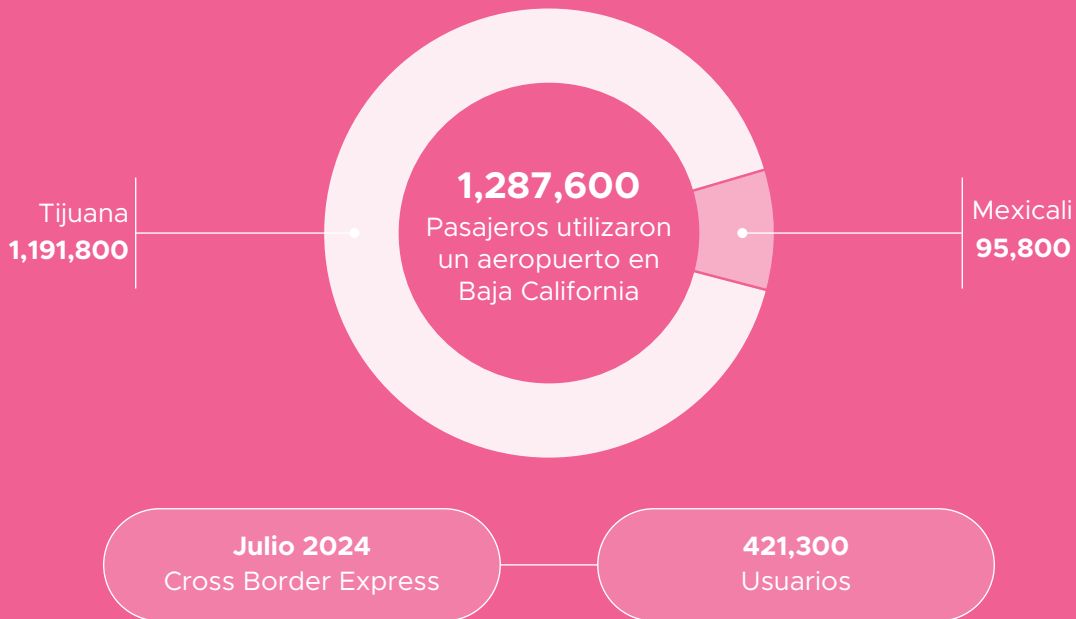 1,287,600
Pasajeros utilizaron
un aeropuerto en
Baja California
Tijuana
1,191,800
Mexicali
95,800
Julio 2024
Cross Border Express
421,300
Usuarios